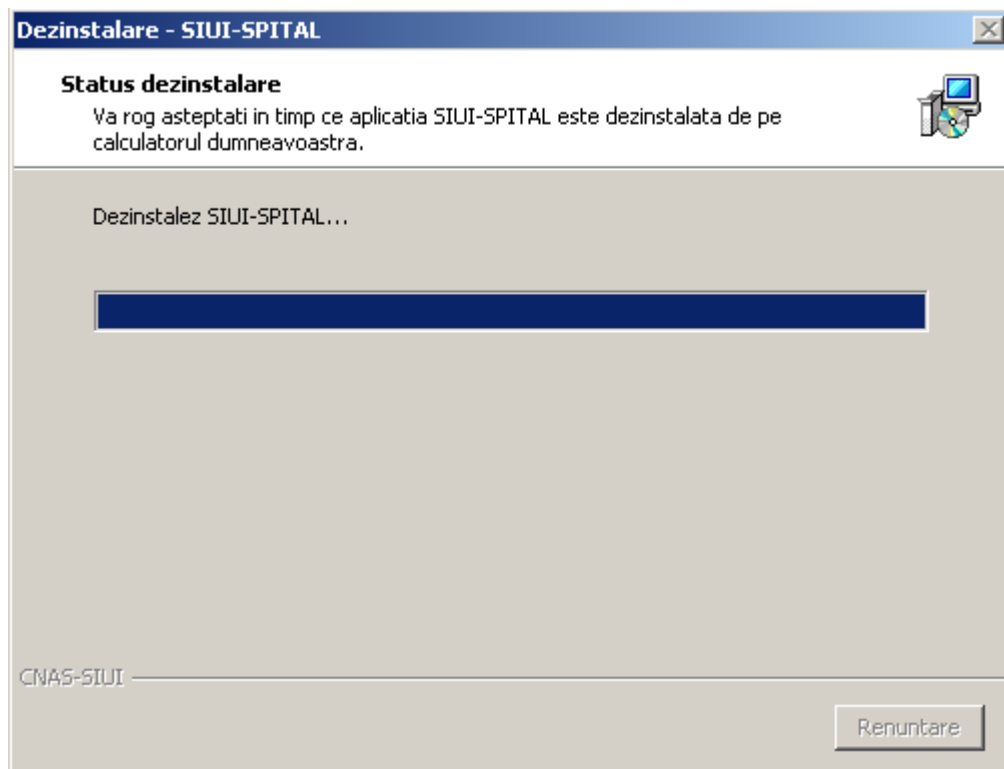 Dezinstalare - SIUI-SPITAL
Status dezinstalare
Va rog asteptati in timp ce aplicatia SIUI-SPITAL este dezinstalata de pe
calculatorul dumneavoastra.
Dezinstalez SIUI-SPITAL...
CNAS-SIUI
Renuntare